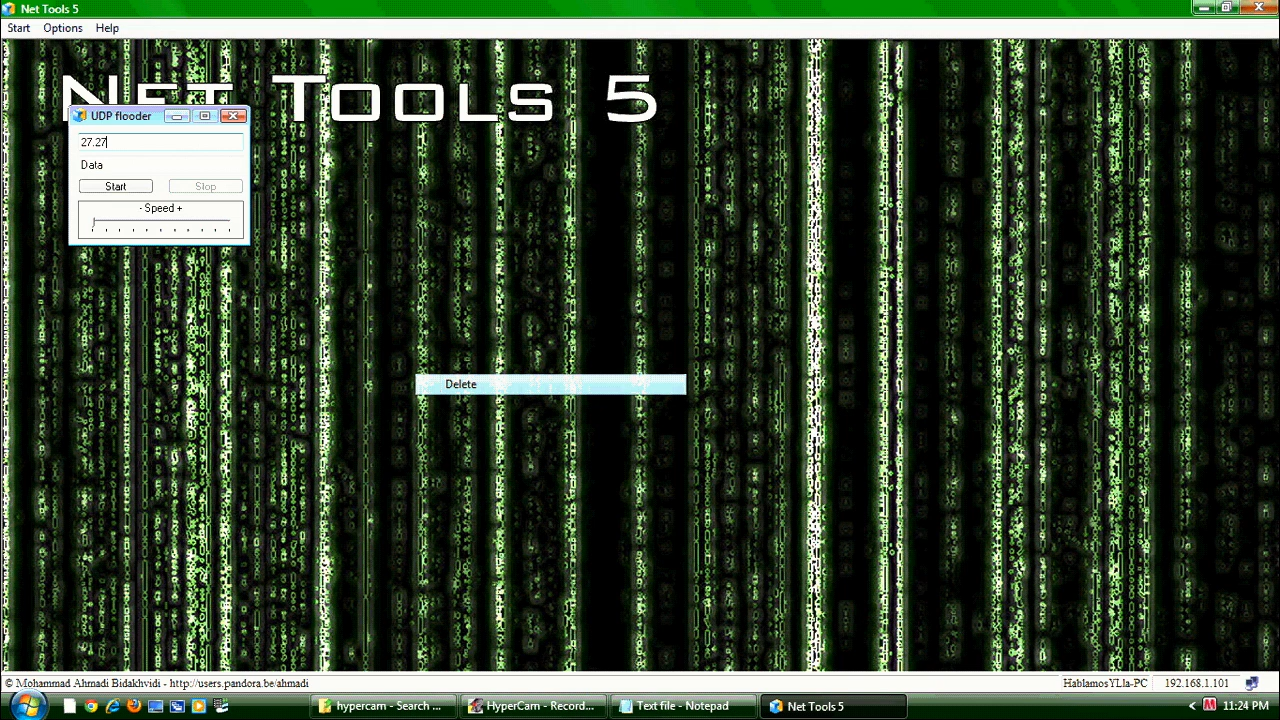 Net Tools 5
Start Options Help
Net Tools 5
UDP flooder
27.27
Data
Start Stop
- Speed +
Delete
© Mohammad Ahmadi Bidakhvidi - http://users.pandora.be/ahmadi HablamosYLla-PC 192.168.1.101
hypercam - Search ... HyperCam - Record... Text file - Notepad Net Tools 5 11:24 PM